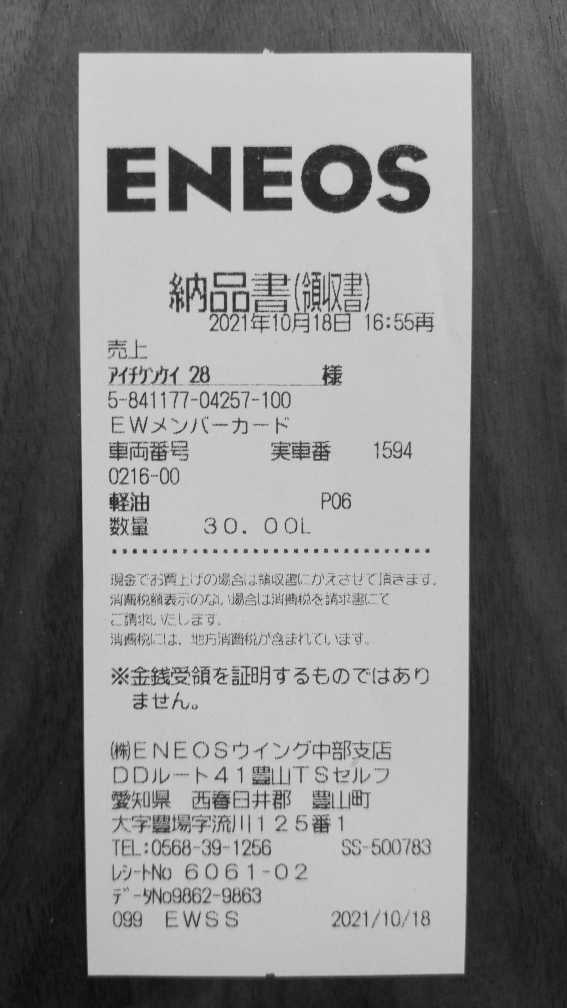 ENEOS
納品書(領収書)
2021年10月18日 16:55再
売上
ｱｲﾁｹﾝｹｲ 28 様
5-841177-04257-100
ＥＷメンバーカード
車両番号 実車番 1594
0216-00
軽油 P06
数量 ３０．００L
現金でお買上げの場合は領収書にかえさせて頂きます。
消費税額表示のない場合は消費税を請求書にて
ご請求いたします。
消費税には、地方消費税が含まれています。
※金銭受領を証明するものではあり
ません。
㈱ＥＮＥＯＳウイング中部支店
ＤＤルート４１豊山ＴＳセルフ
愛知県 西春日井郡 豊山町
大字豊場字流川１２５番１
TEL:0568-39-1256 SS-500783
ﾚｼｰﾄNo ６０６１-０２
ﾃﾞｰﾀNo9862-9863
099 ＥＷＳＳ 2021/10/18